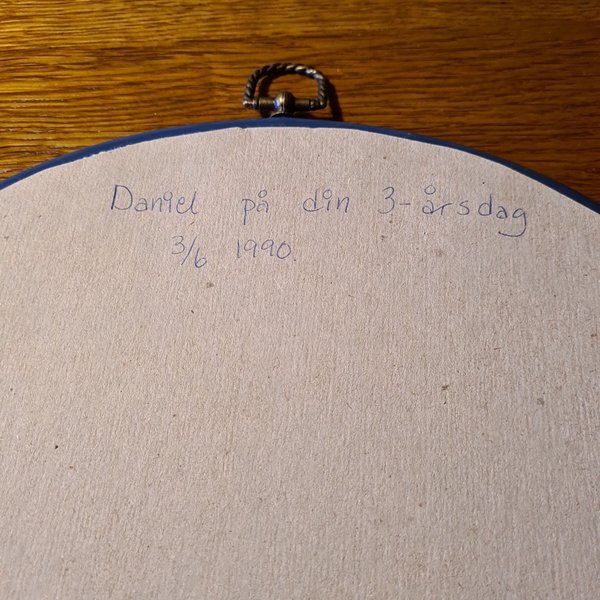 Daniel på din 3-årsdag
3/6 1990.